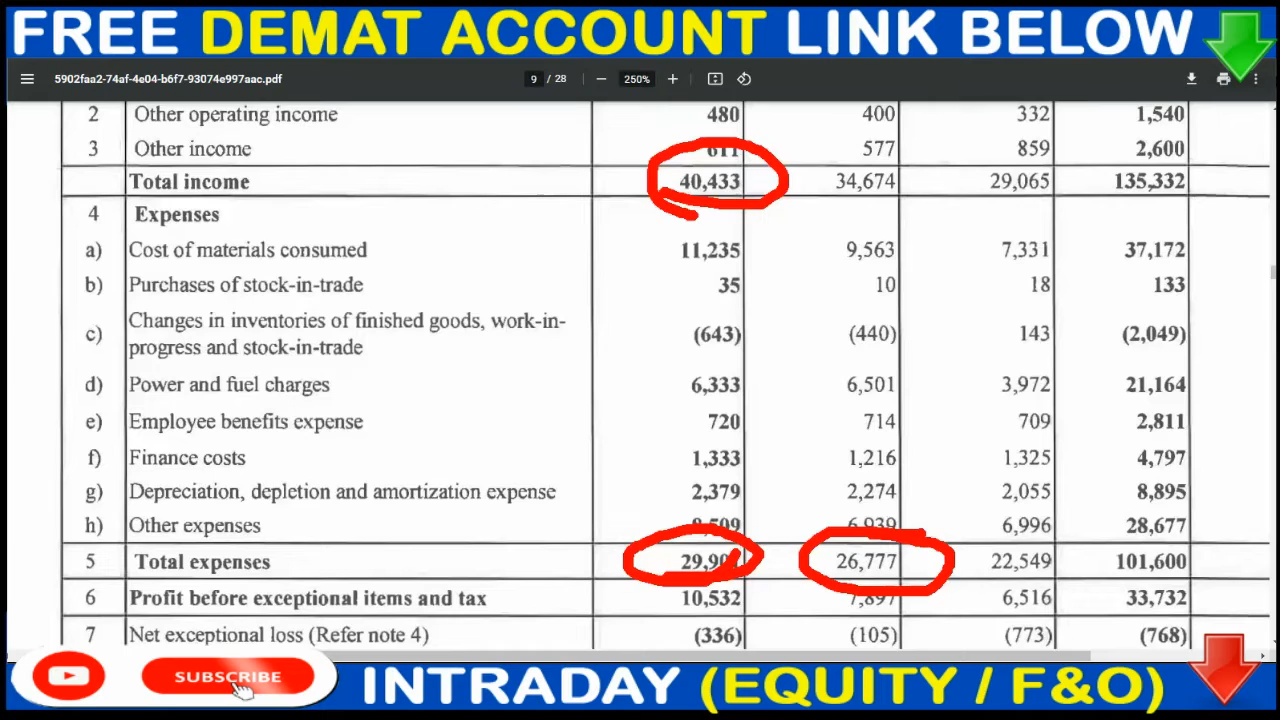 FREE DEMAT ACCOUNT LINK BELOW
5902faa2-74af-4e04-b6f7-93074e997aac.pdf 9 / 28 250%
2 Other operating income 480 400 332 1,540
3 Other income 611 577 859 2,600
Total income 40,433 34,674 29,065 135,332
4 Expenses
a) Cost of materials consumed 11,235 9,563 7,331 37,172
b) Purchases of stock-in-trade 35 10 18 133
c) Changes in inventories of finished goods, work-in-
progress and stock-in-trade (643) (440) 143 (2,049)
d) Power and fuel charges 6,333 6,501 3,972 21,164
e) Employee benefits expense 720 714 709 2,811
f) Finance costs 1,333 1,216 1,325 4,797
g) Depreciation, depletion and amortization expense 2,379 2,274 2,055 8,895
h) Other expenses 8,509 6,939 6,996 28,677
5 Total expenses 26,777 22,549 101,600
6 Profit before exceptional items and tax 10,532 7,897 6,516 33,732
7 Net exceptional loss (Refer note 4) (336) (105) (773) (768)
SUBSCRIBE
INTRADAY (EQUITY / F&O)